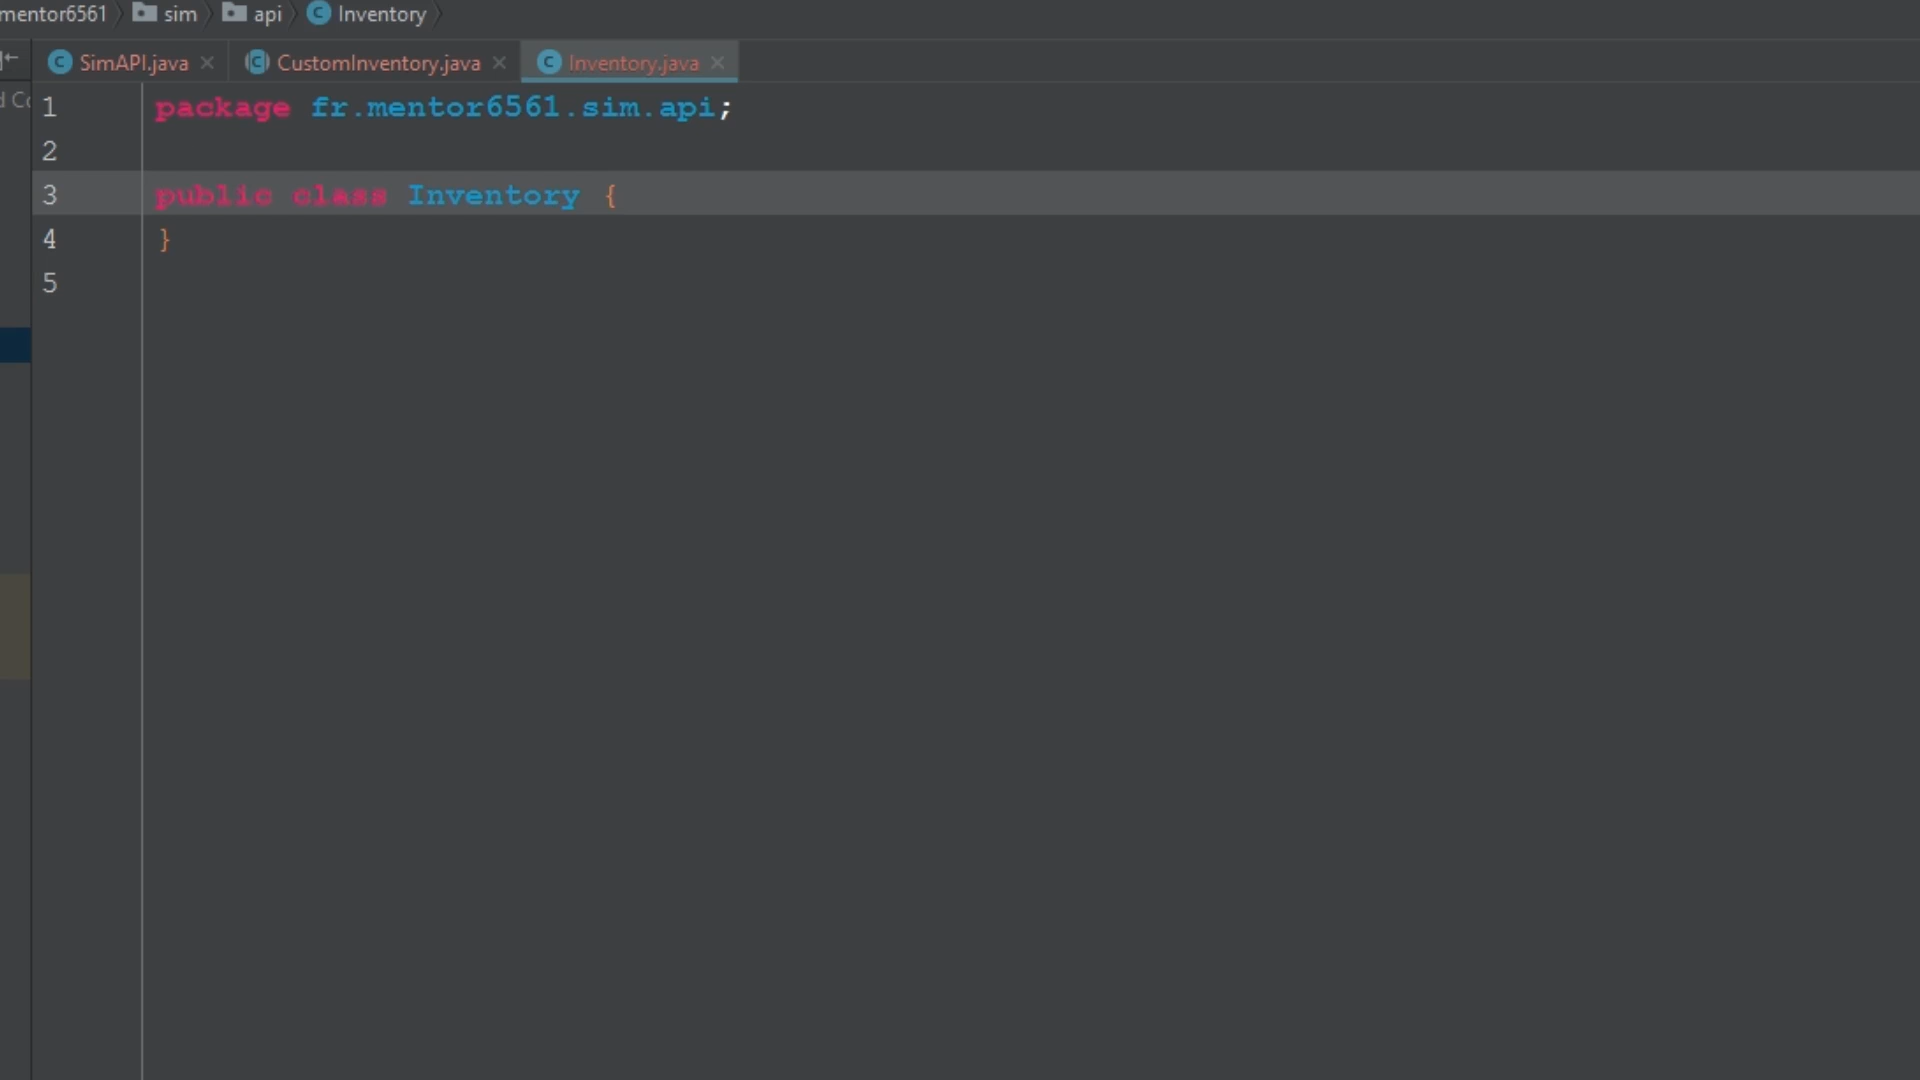 mentor6561 sim api Inventory
SimAPI.java CustomInventory.java Inventory.java
1 package fr.mentor6561.sim.api;
2
3 public class Inventory {
4 }
5